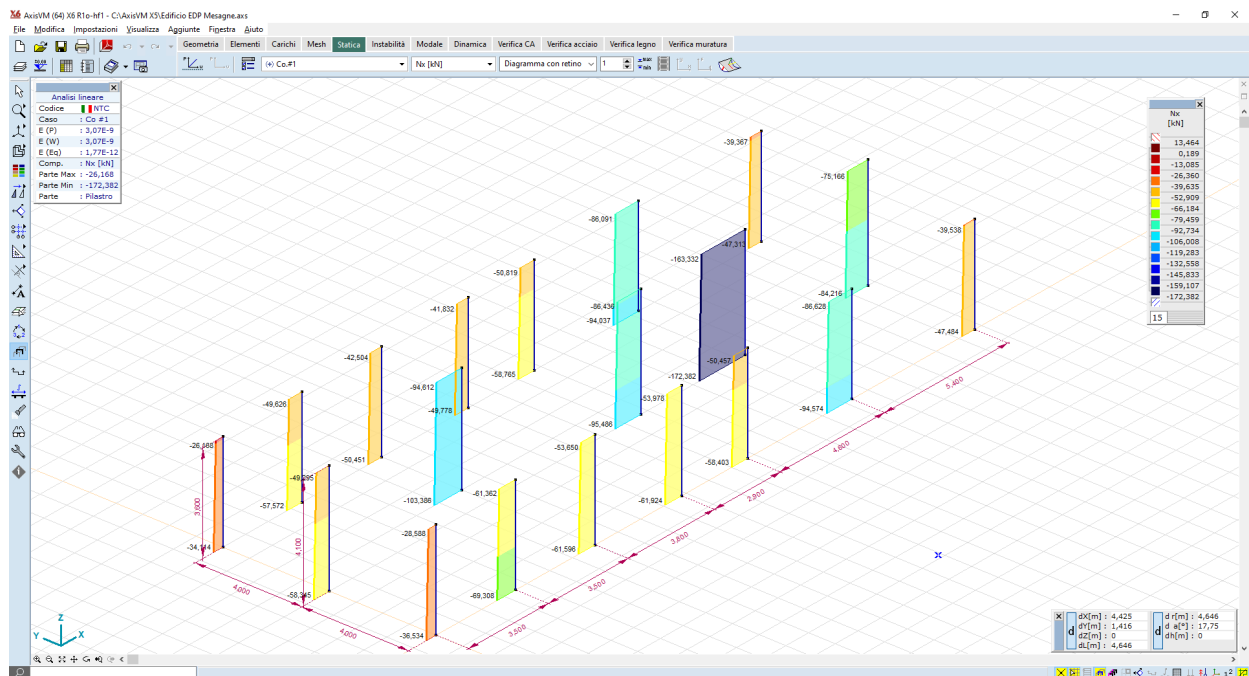 AxisVM (64) X6 R1o-hf1 - C:\AxisVM X5\Edificio EDP Mesagne.axs
File Modifica Impostazioni Visualizza Aggiunte Finestra Aiuto
Geometria Elementi Carichi Mesh Statica Instabilità Modale Dinamica Verifica CA Verifica acciaio Verifica legno Verifica muratura
(+) Co.#1 Nx [kN] Diagramma con retino 1
Analisi lineare
Codice NTC
Caso : Co #1
E (P) : 3,07E-9
E (W) : 3,07E-9
E (Eq) : 1,77E-12
Comp. : Nx [kN]
Parte Max : -26,168
Parte Min : -172,382
Parte : Pilastro
Nx
[kN]
13,464
0,189
-13,085
-26,360
-39,635
-52,909
-66,184
-79,459
-92,734
-106,008
-119,283
-132,558
-145,833
-159,107
-172,382
15
-39,367
-75,166
-86,091
-39,538
-47,313
-163,332
-50,819
-41,832
-86,436
-84,216
-86,628
-94,037
-47,484
-42,504
-50,457
-58,765
-172,382
5,400
-94,612
-49,626
-49,778
-53,978
-95,486
-94,574
4,600
-26,488
-53,650
-50,451
-58,403
-49,295
3,600
-61,362
-103,386
-61,924
2,900
-57,572
-28,588
3,600
-34,144
4,100
-61,596
3,500
4,000
-58,345
-69,308
4,000
-36,534
3,500
Z
Y X
dX[m] : 4,425
dY[m] : 1,416
dZ[m] : 0
dL[m] : 4,646
d
d r[m] : 4,646
d a[°] : 17,75
dh[m] : 0
d